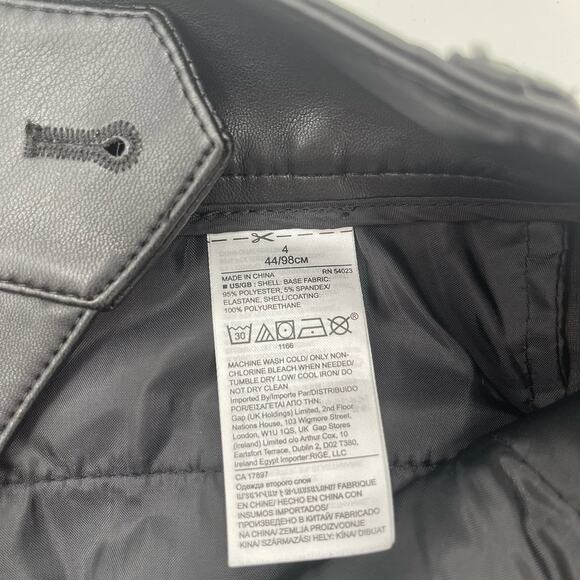 4
44/98CM
MADE IN CHINA RN 54023
■ US/GB : SHELL: BASE FABRIC:
95% POLYESTER, 5% SPANDEX/
ELASTANE, SHELL/COATING:
100% POLYURETHANE
30
1166
MACHINE WASH COLD/ ONLY NON-
CHLORINE BLEACH WHEN NEEDED/
TUMBLE DRY LOW/ COOL IRON/ DO
NOT DRY CLEAN
Imported By/Importe Par/DISTRIBUIDO
POR/ΕΙΣΑΓΕΤΑΙ ΑΠΟ ΤΗΝ:
Gap (UK Holdings) Limited, 2nd Floor
Nations House, 103 Wigmore Street,
London, W1U 1QS, UK Gap Stores
(Ireland) Limited c/o Arthur Cox, 10
Earlsfort Terrace, Dublin 2, D02 T380,
Ireland Egypt Importer:RIGE, LLC
CA 17897
Одежда второго слоя
FABRIQUE
EN CHINE/ HECHO EN CHINA CON
INSUMOS IMPORTADOS/
ПРОИЗВЕДЕНО В КИТАЙ/ FABRICADO
NA CHINA/ ZEMLJA PROIZVODNJE
KINA/ SZÁRMAZÁSI HELY: KÍNA/ DIBUAT